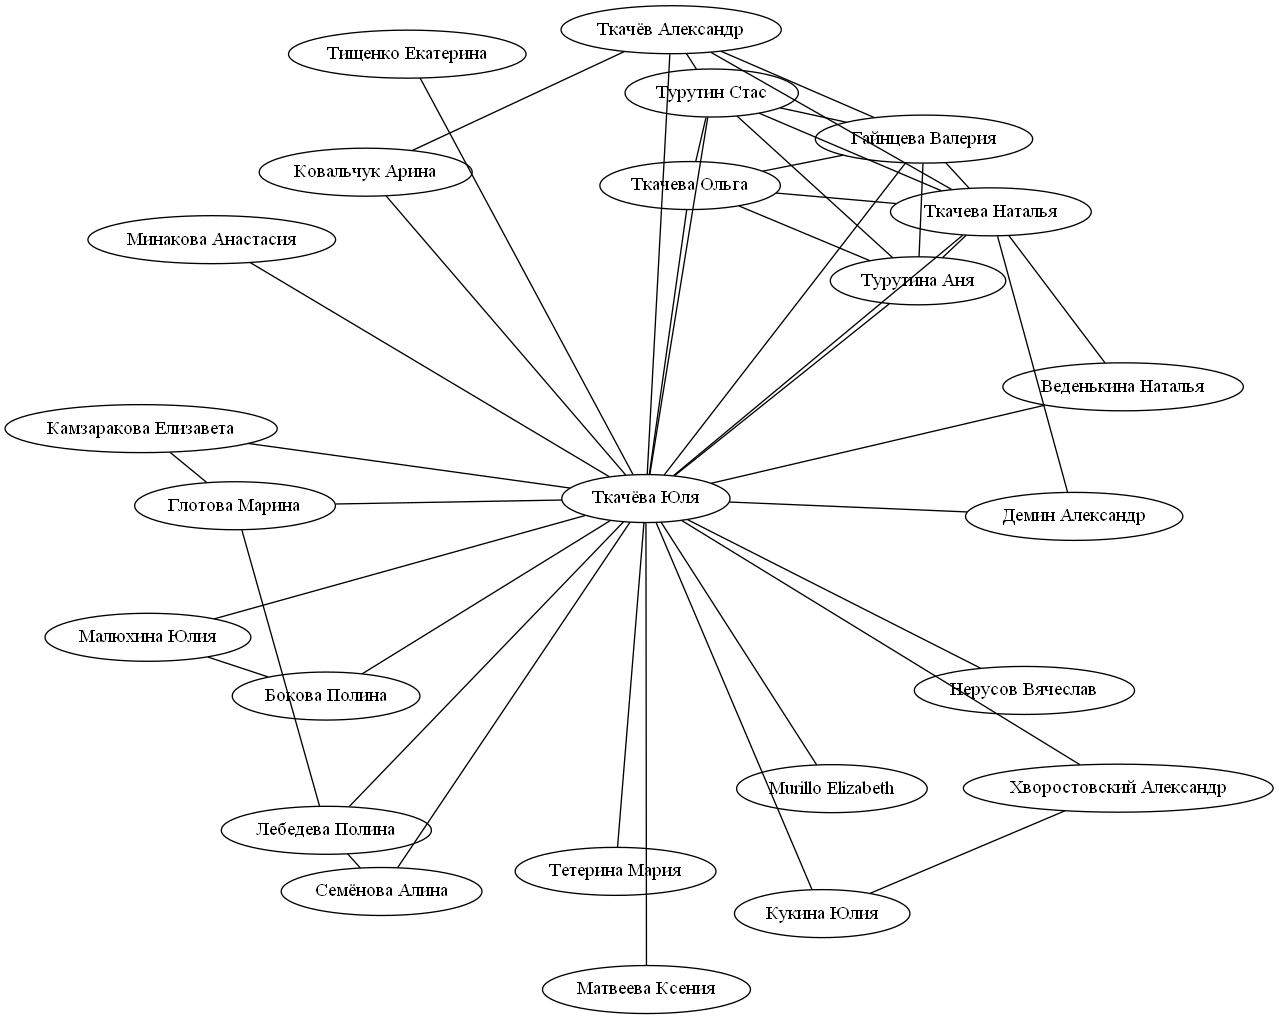 Ткачёв Александр
Тищенко Екатерина
Турутин Стас
Гайнцева Валерия
Ковальчук Арина
Ткачева Ольга
Ткачева Наталья
Минакова Анастасия
Турутина Аня
Веденькина Наталья
Камзаракова Елизавета
Ткачёва Юля
Глотова Марина
Демин Александр
Малюхина Юлия
Бокова Полина
Нерусов Вячеслав
Murillo Elizabeth
Хворостовский Александр
Лебедева Полина
Тетерина Мария
Семёнова Алина
Кукина Юлия
Матвеева Ксения